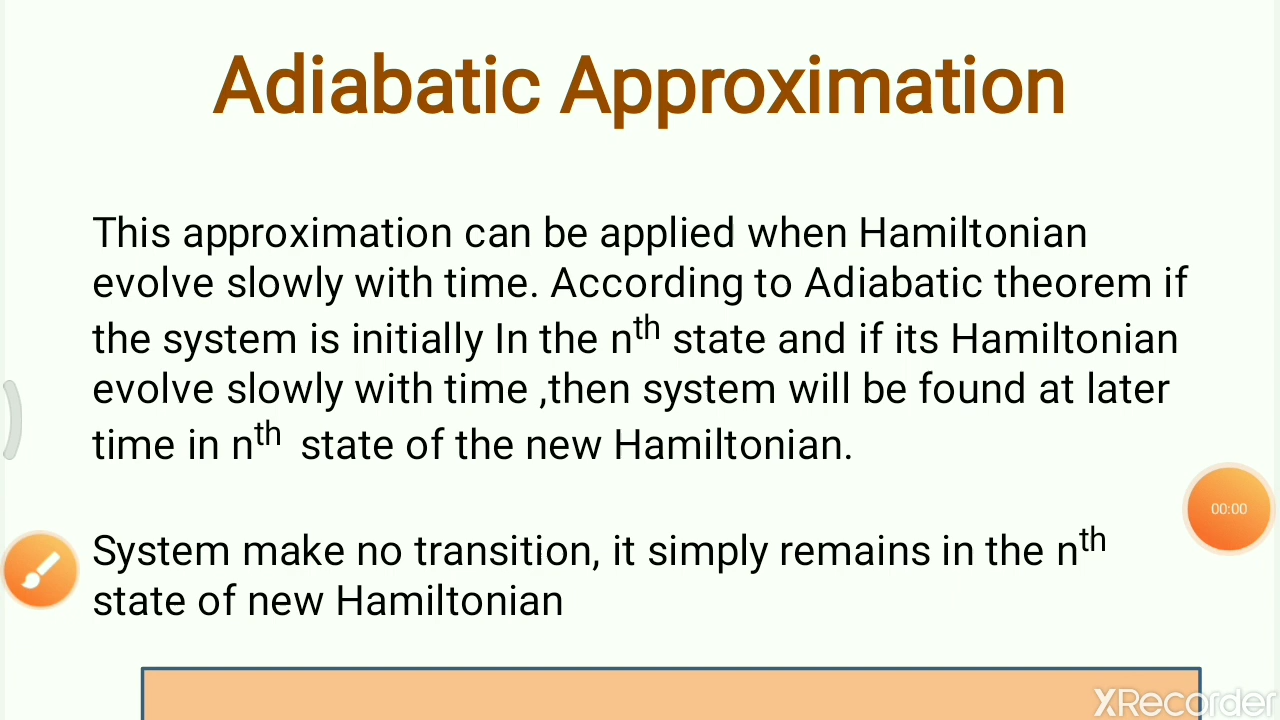 Adiabatic Approximation
This approximation can be applied when Hamiltonian
evolve slowly with time. According to Adiabatic theorem if
the system is initially In the nth state and if its Hamiltonian
evolve slowly with time ,then system will be found at later
time in nth state of the new Hamiltonian.
00:00
System make no transition, it simply remains in the nth
state of new Hamiltonian
XRecorder